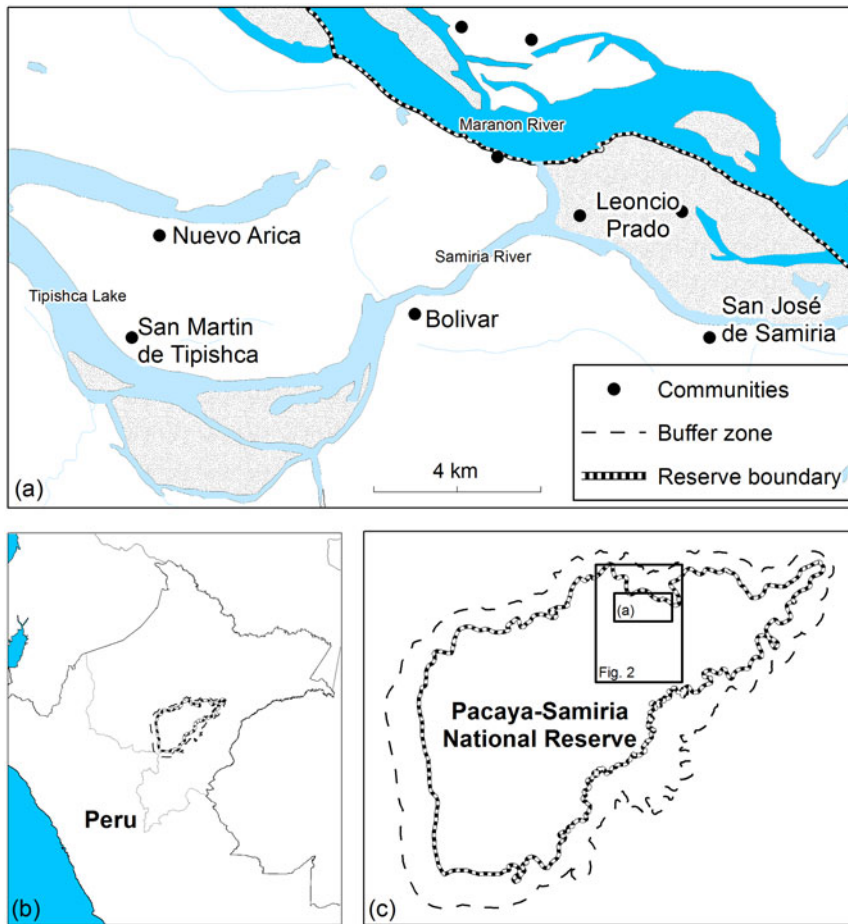 Maranon River
Leoncio
Prado
Nuevo Arica
Samiria River
Tipishca Lake
San Martin
de Tipishca
Bolivar
San José
de Samiria
Communities
Buffer zone
Reserve boundary
4 km
(a)
Peru
(b)
(a)
Fig. 2
Pacaya-Samiria
National Reserve
(c)